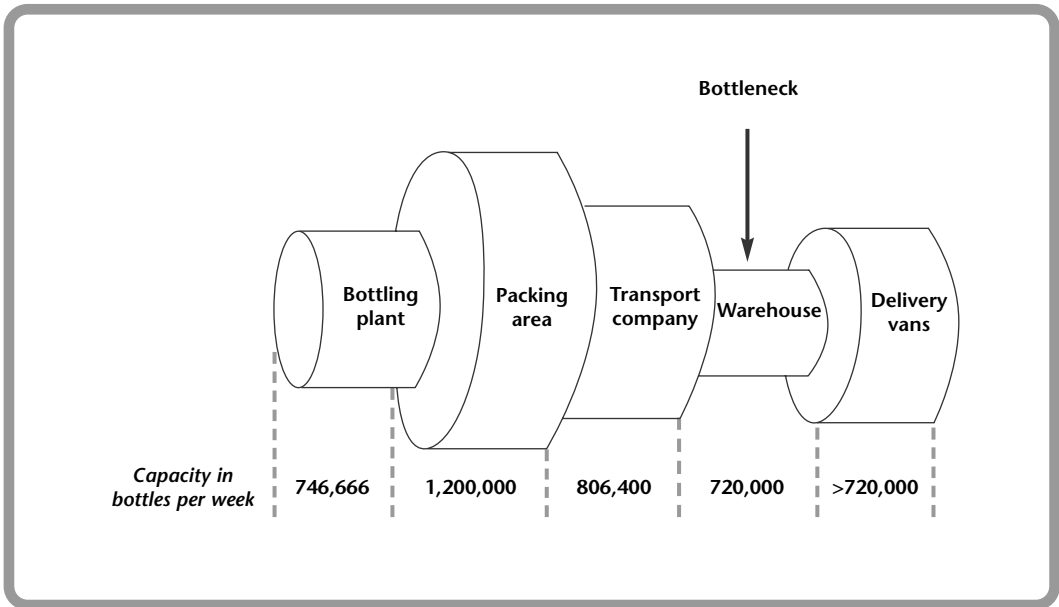 Bottleneck
Bottling
plant
Packing
area
Transport
company
Warehouse
Delivery
vans
Capacity in
bottles per week
746,666
1,200,000
806,400
720,000
>720,000